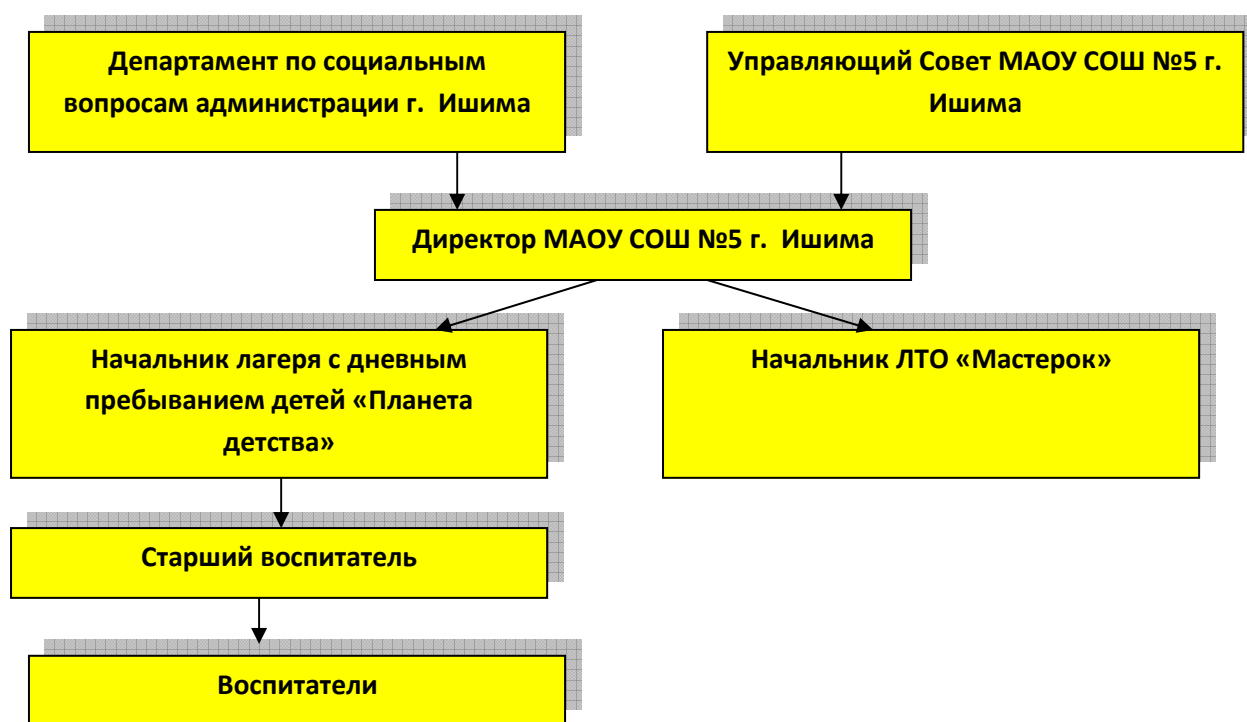 Департамент по социальным
вопросам администрации г. Ишима
Управляющий Совет МАОУ СОШ №5 г.
Ишима
Директор МАОУ СОШ №5 г. Ишима
Начальник лагеря с дневным
пребыванием детей «Планета
детства»
Начальник ЛТО «Мастерок»
Старший воспитатель
Воспитатели